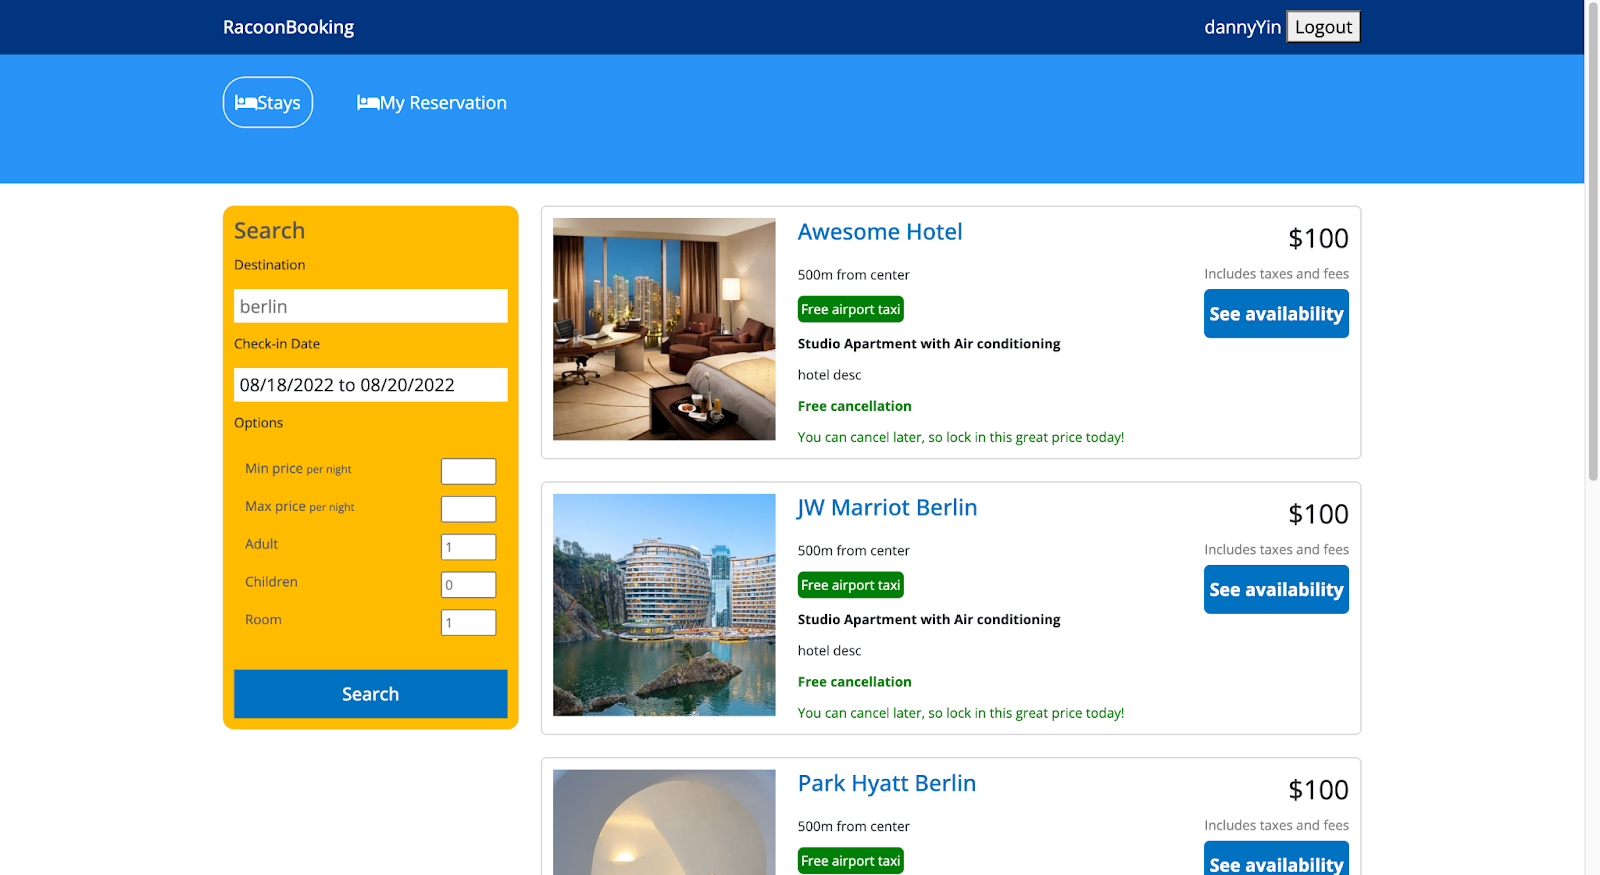 RacoonBooking
dannyYin Logout
Stays
My Reservation
Search
Destination
berlin
Check-in Date
08/18/2022 to 08/20/2022
Options
Min price per night
Max price per night
Adult 1
Children 0
Room 1
Search
Awesome Hotel
500m from center
Free airport taxi
Studio Apartment with Air conditioning
hotel desc
Free cancellation
You can cancel later, so lock in this great price today!
$100
Includes taxes and fees
See availability
JW Marriot Berlin
500m from center
Free airport taxi
Studio Apartment with Air conditioning
hotel desc
Free cancellation
You can cancel later, so lock in this great price today!
$100
Includes taxes and fees
See availability
Park Hyatt Berlin
500m from center
Free airport taxi
$100
Includes taxes and fees
See availability